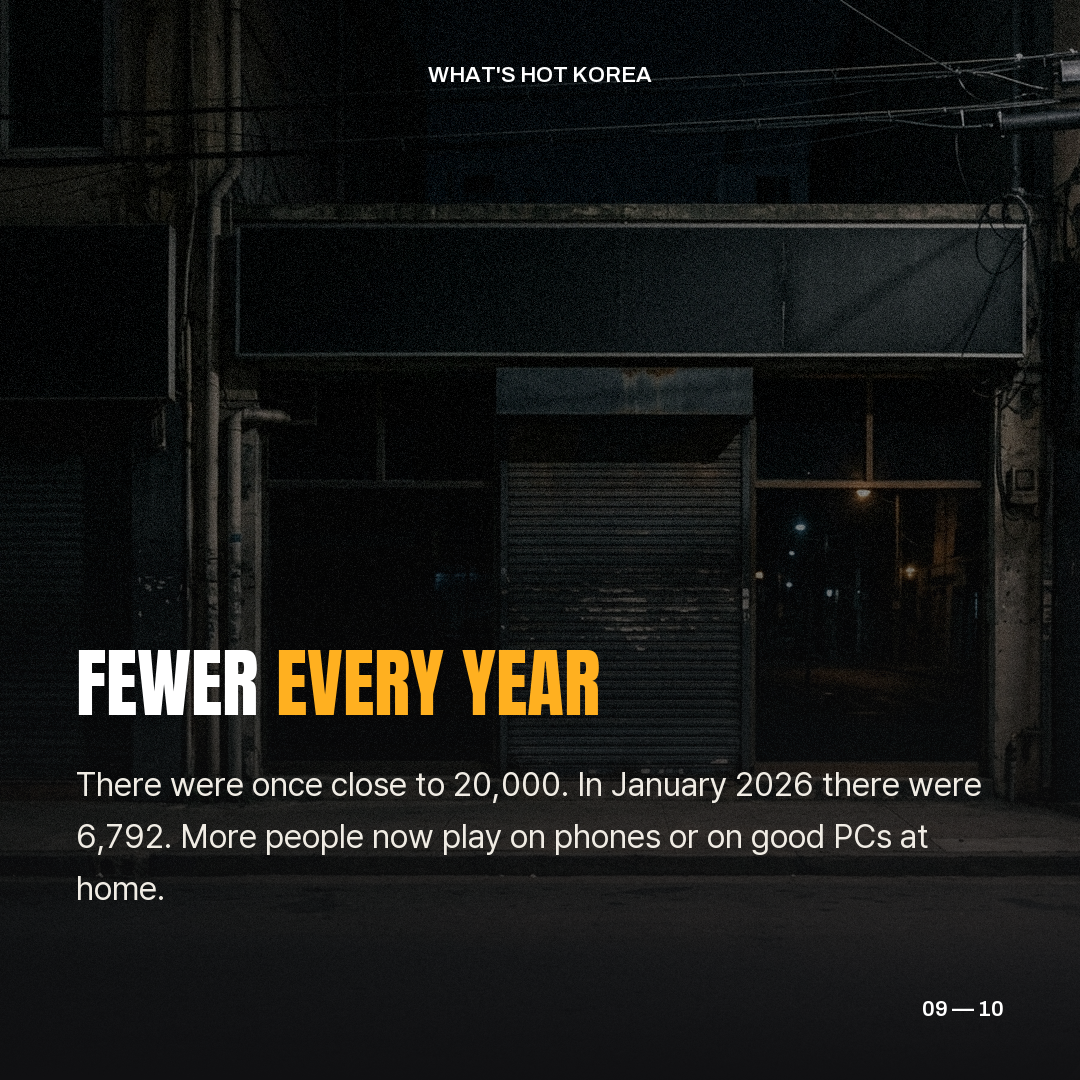 WHAT'S HOT KOREA
FEWER EVERY YEAR
There were once close to 20,000. In January 2026 there were
6,792. More people now play on phones or on good PCs at
home.
09 — 10